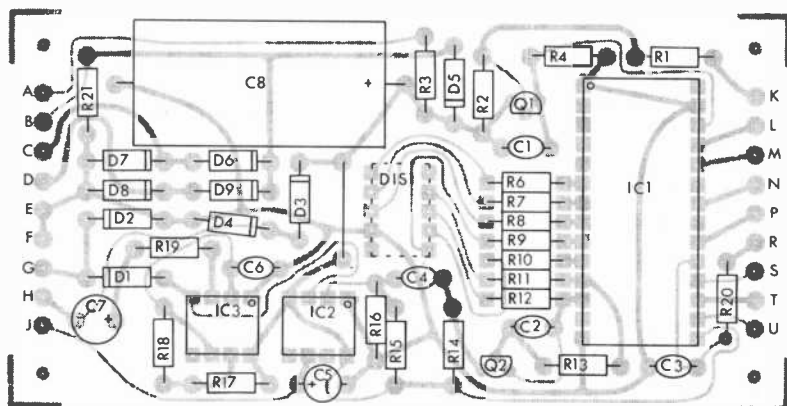 R4 R1
A R21 C8 + R3 D5 R2 Q1 K
B L
C C1 IC1 M
D7 D6 DIS
D R6 N
D8 D9 R7
E D3 R8 P
D2 D4
F R9 R
R19 R10
G D1 C6 C4 R11 S
H C7 + IC3 IC2 R16 R12 R20 T
J R18 R15 R14 C2 U
R17 + C5 Q2 R13 C3